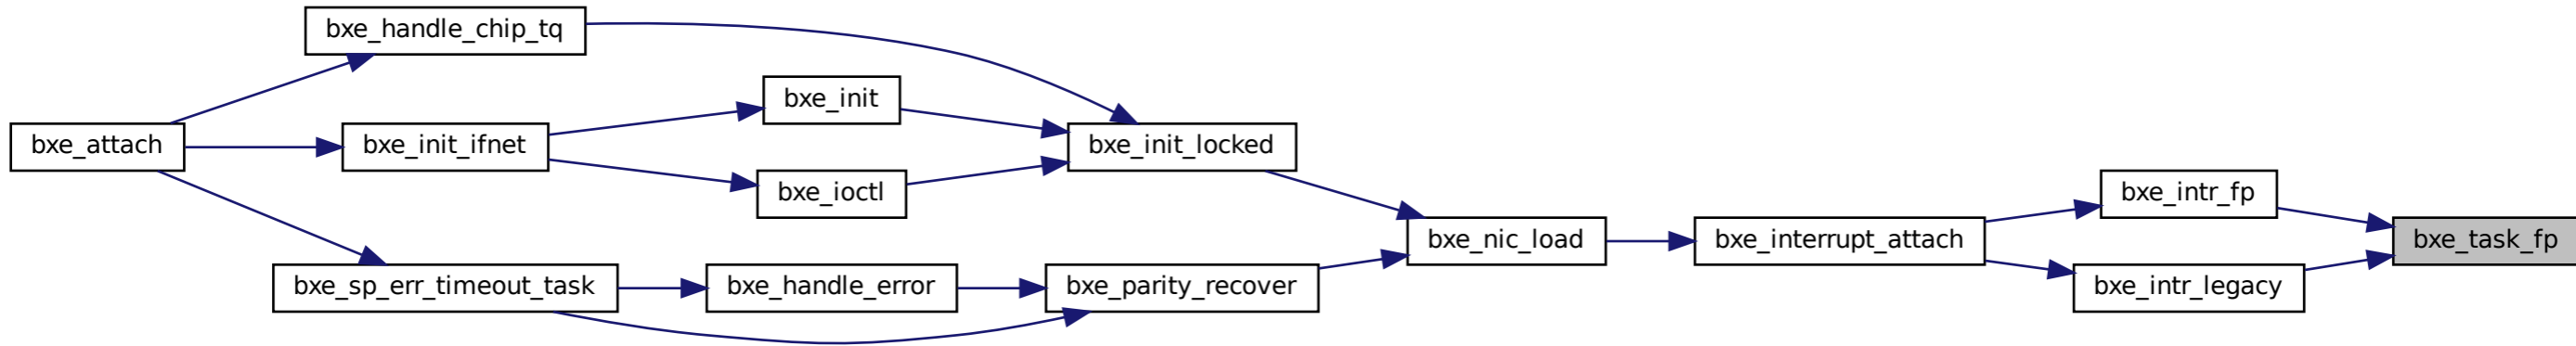 bxe_handle_chip_tq
bxe_init
bxe_attach
bxe_init_ifnet
bxe_init_locked
bxe_ioctl
bxe_intr_fp
bxe_nic_load
bxe_interrupt_attach
bxe_task_fp
bxe_sp_err_timeout_task
bxe_handle_error
bxe_parity_recover
bxe_intr_legacy